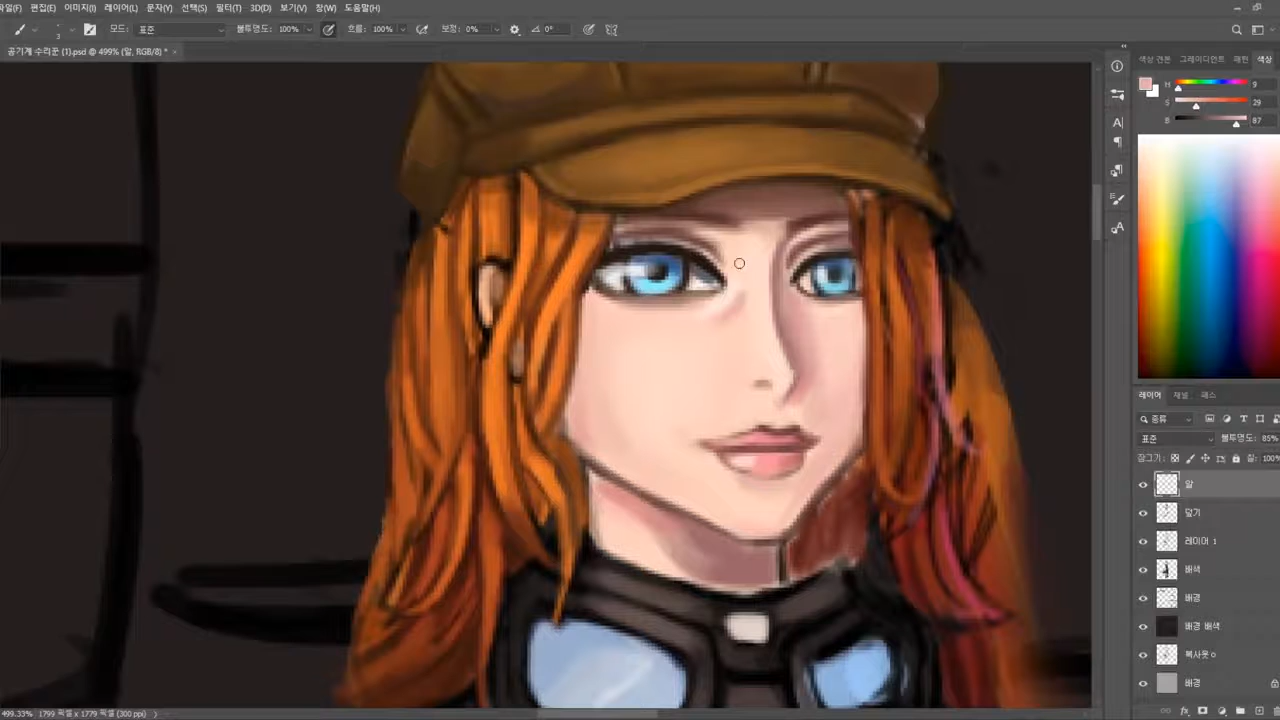 파일(F) 편집(E) 이미지(I) 레이어(L) 문자(Y) 선택(S) 필터(T) 3D(D) 보기(V) 창(W) 도움말(H)
3 모드: 표준 불투명도: 100% 흐름: 100% 보정: 0% 0°
공기계 수리꾼 (1).psd @ 499% (알, RGB/8) *
색상 견본 그레이디언트 패턴 색상
H 9
S 29
B 87
레이어 채널 패스
종류
표준 불투명도: 85%
잠그기: 칠: 100%
알
덮기
레이어 1
배색
배경
배경 배색
복사옷ㅇ
배경
499.33% 1799 픽셀 x 1779 픽셀 (300 ppi)